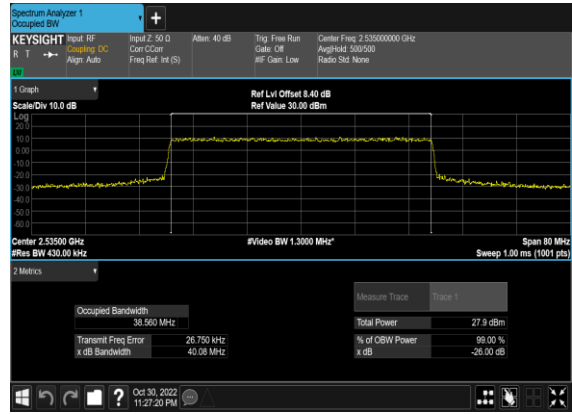 Spectrum Analyzer 1
Occupied BW
+
KEYSIGHT Input: RF Input Z: 50 Ω Atten: 40 dB Trig: Free Run Center Freq: 2.535000000 GHz
R T Coupling: DC Corr CCorr Gate: Off Avg|Hold: 500/500
Align: Auto Freq Ref: Int (S) #IF Gain: Low Radio Std: None
LNI
1 Graph
Ref Lvl Offset 8.40 dB
Scale/Div 10.0 dB Ref Value 30.00 dBm
Log
20.0
10.0
0.00
-10.0
-20.0
-30.0
-40.0
-50.0
-60.0
Center 2.53500 GHz #Video BW 1.3000 MHz* Span 80 MHz
#Res BW 430.00 kHz Sweep 1.00 ms (1001 pts)
2 Metrics
Measure Trace Trace 1
Occupied Bandwidth
38.560 MHz Total Power 27.9 dBm
Transmit Freq Error 26.750 kHz % of OBW Power 99.00 %
x dB Bandwidth 40.08 MHz x dB -26.00 dB
? Oct 30, 2022
11:27:20 PM